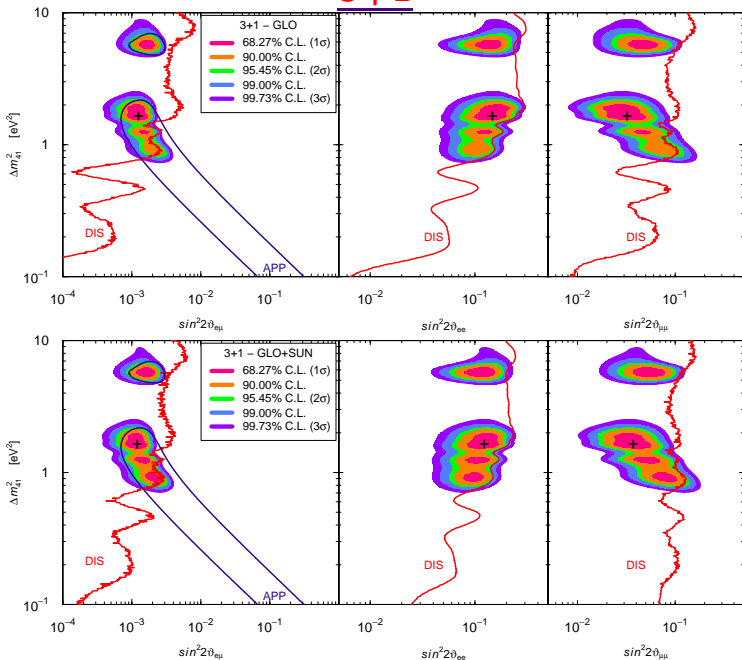 10
1
10⁻¹
Δm²₄₁ [eV²]
3+1 − GLO
68.27% C.L. (1σ)
90.00% C.L.
95.45% C.L. (2σ)
99.00% C.L.
99.73% C.L. (3σ)
DIS
APP
DIS
DIS
10⁻⁴ 10⁻³ 10⁻² 10⁻¹
10⁻² 10⁻¹
10⁻² 10⁻¹
sin²2ϑₑμ
sin²2ϑₑₑ
sin²2ϑμμ
10
1
10⁻¹
Δm²₄₁ [eV²]
3+1 − GLO+SUN
68.27% C.L. (1σ)
90.00% C.L.
95.45% C.L. (2σ)
99.00% C.L.
99.73% C.L. (3σ)
DIS
APP
DIS
DIS
10⁻⁴ 10⁻³ 10⁻² 10⁻¹
10⁻² 10⁻¹
10⁻² 10⁻¹
sin²2ϑₑμ
sin²2ϑₑₑ
sin²2ϑμμ